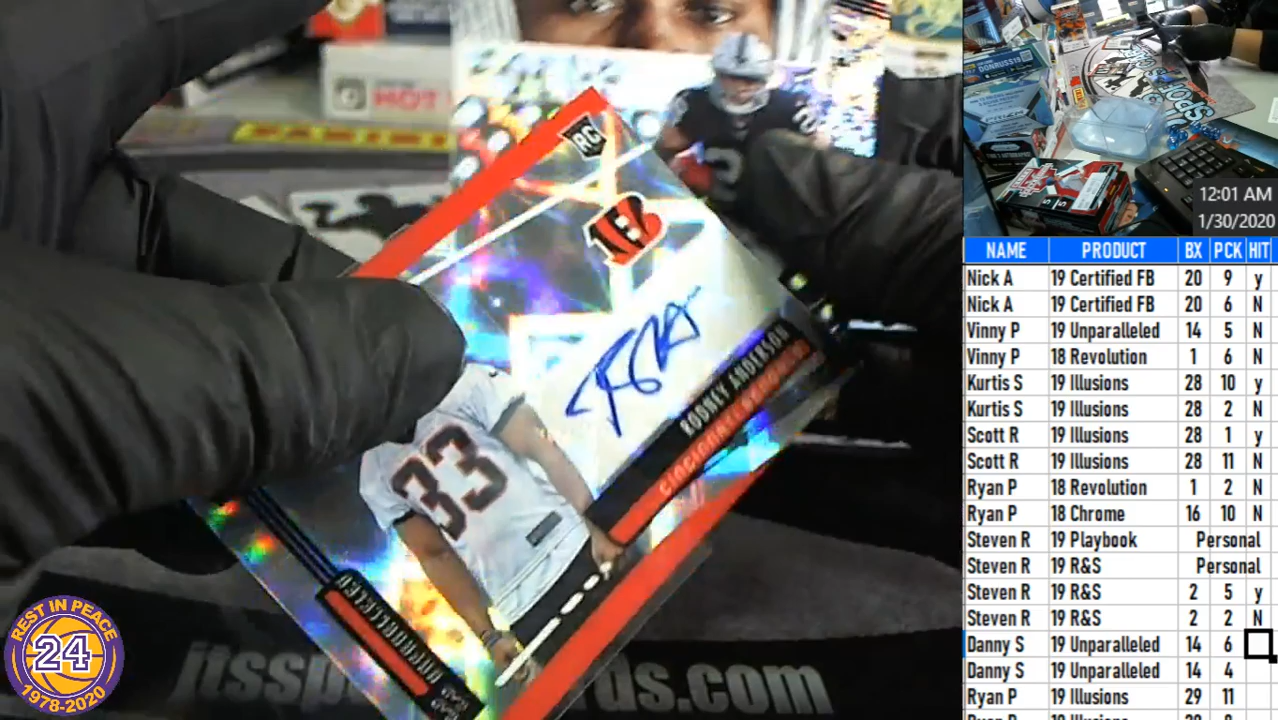 HOT
RC
RODNEY ANDERSON
CINCINNATI BENGALS
33
UNPARALLELED
REST IN PEACE
24
1978-2020
12:01 AM
1/30/2020
NAME PRODUCT BX PCK HIT
Nick A 19 Certified FB 20 9 y
Nick A 19 Certified FB 20 6 N
Vinny P 19 Unparalleled 14 5 N
Vinny P 18 Revolution 1 6 N
Kurtis S 19 Illusions 28 10 y
Kurtis S 19 Illusions 28 2 N
Scott R 19 Illusions 28 1 y
Scott R 19 Illusions 28 11 N
Ryan P 18 Revolution 1 2 N
Ryan P 18 Chrome 16 10 N
Steven R 19 Playbook Personal
Steven R 19 R&S Personal
Steven R 19 R&S 2 5 y
Steven R 19 R&S 2 2 N
Danny S 19 Unparalleled 14 6
Danny S 19 Unparalleled 14 4
Ryan P 19 Illusions 29 11